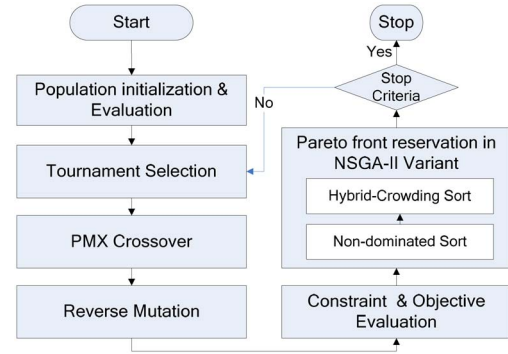 Start
Population initialization &
Evaluation
Tournament Selection
PMX Crossover
Reverse Mutation
Stop
Yes
Stop
Criteria
No
Pareto front reservation in
NSGA-II Variant
Hybrid-Crowding Sort
Non-dominated Sort
Constraint & Objective
Evaluation